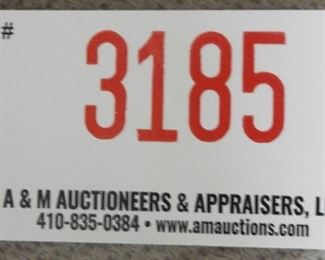 #
3185
A & M AUCTIONEERS & APPRAISERS,
410-835-0384 • www.amauctions.com